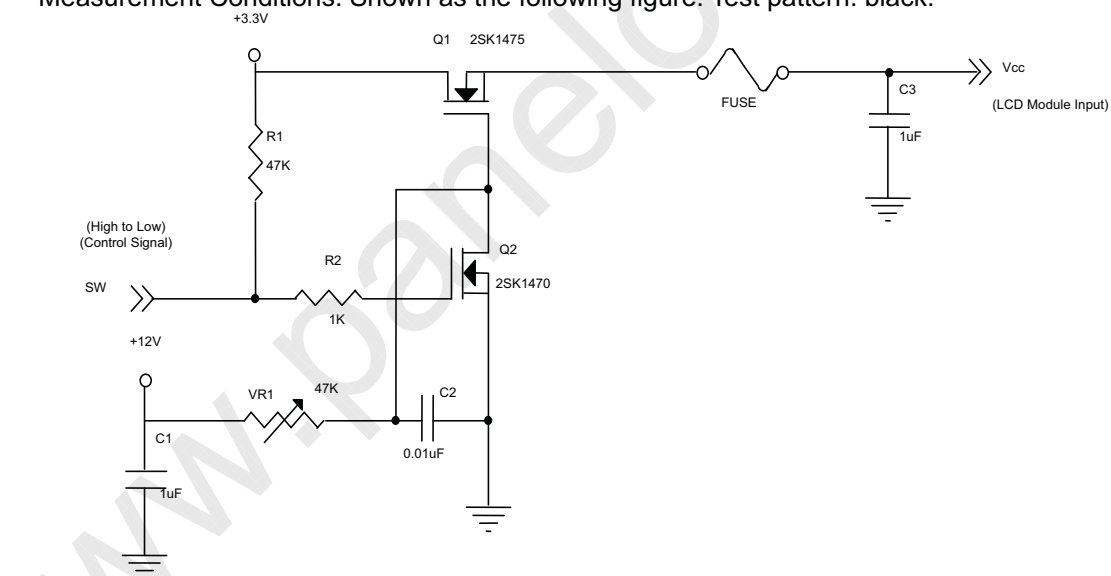 Measurement Conditions: Shown as the following figure. Test pattern: black.
+3.3V
Q1 2SK1475
Vcc
FUSE
C3
(LCD Module Input)
R1
1uF
47K
(High to Low)
(Control Signal)
Q2
R2
SW
2SK1470
1K
+12V
VR1
47K
C2
C1
0.01uF
1uF
www.panelo